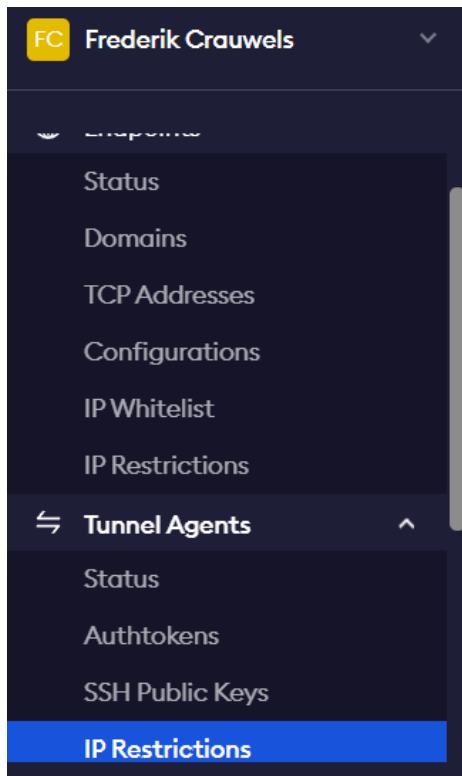 FC Frederik Crauwels
Endpoints
Status
Domains
TCP Addresses
Configurations
IP Whitelist
IP Restrictions
Tunnel Agents
Status
Authtokens
SSH Public Keys
IP Restrictions